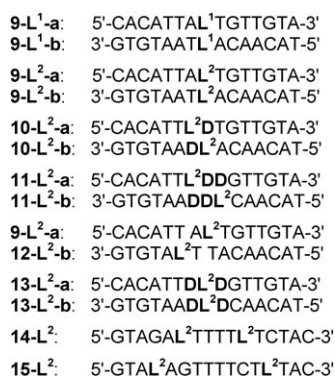 9-L¹-a: 5'-CACATTAL¹TGTTGTA-3'
9-L¹-b: 3'-GTGTAATL¹ACAACAT-5'
9-L²-a: 5'-CACATTAL²TGTTGTA-3'
9-L²-b: 3'-GTGTAATL²ACAACAT-5'
10-L²-a: 5'-CACATTL²DTGTTGTA-3'
10-L²-b: 3'-GTGTAADL²ACAACAT-5'
11-L²-a: 5'-CACATTL²DDGTTGTA-3'
11-L²-b: 3'-GTGTAADDL²CAACAT-5'
9-L²-a: 5'-CACATT AL²TGTTGTA-3'
12-L²-b: 3'-GTGTAL²T TACAACAT-5'
13-L²-a: 5'-CACATTDL²DGTTGTA-3'
13-L²-b: 3'-GTGTAADL²DCAACAT-5'
14-L²: 5'-GTAGAL²TTTTL²TCTAC-3'
15-L²: 5'-GTAL²AGTTTTCTL²TAC-3'